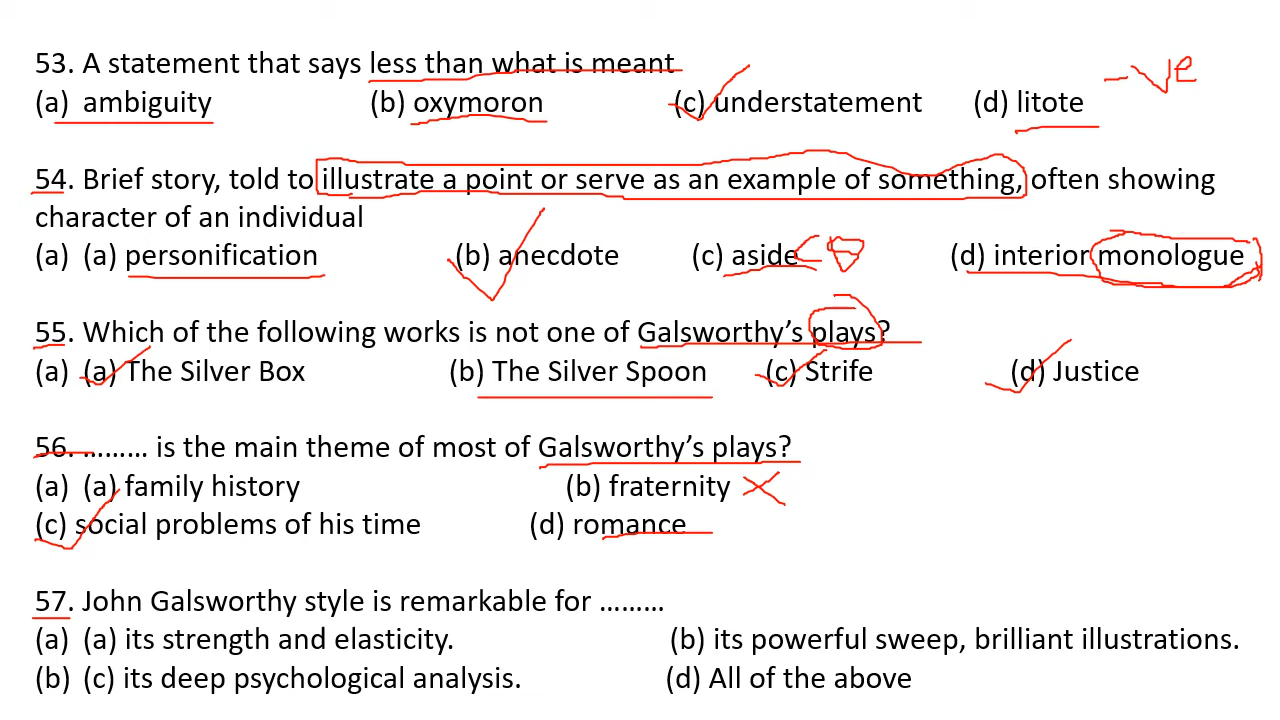 53. A statement that says less than what is meant
(a) ambiguity (b) oxymoron (c) understatement (d) litote -ve
54. Brief story, told to illustrate a point or serve as an example of something, often showing
character of an individual
(a) (a) personification (b) anecdote (c) aside (d) interior monologue
55. Which of the following works is not one of Galsworthy’s plays?
(a) (a) The Silver Box (b) The Silver Spoon (c) Strife (d) Justice
56. ……… is the main theme of most of Galsworthy’s plays?
(a) (a) family history (b) fraternity
(c) social problems of his time (d) romance
57. John Galsworthy style is remarkable for ………
(a) (a) its strength and elasticity. (b) its powerful sweep, brilliant illustrations.
(b) (c) its deep psychological analysis. (d) All of the above